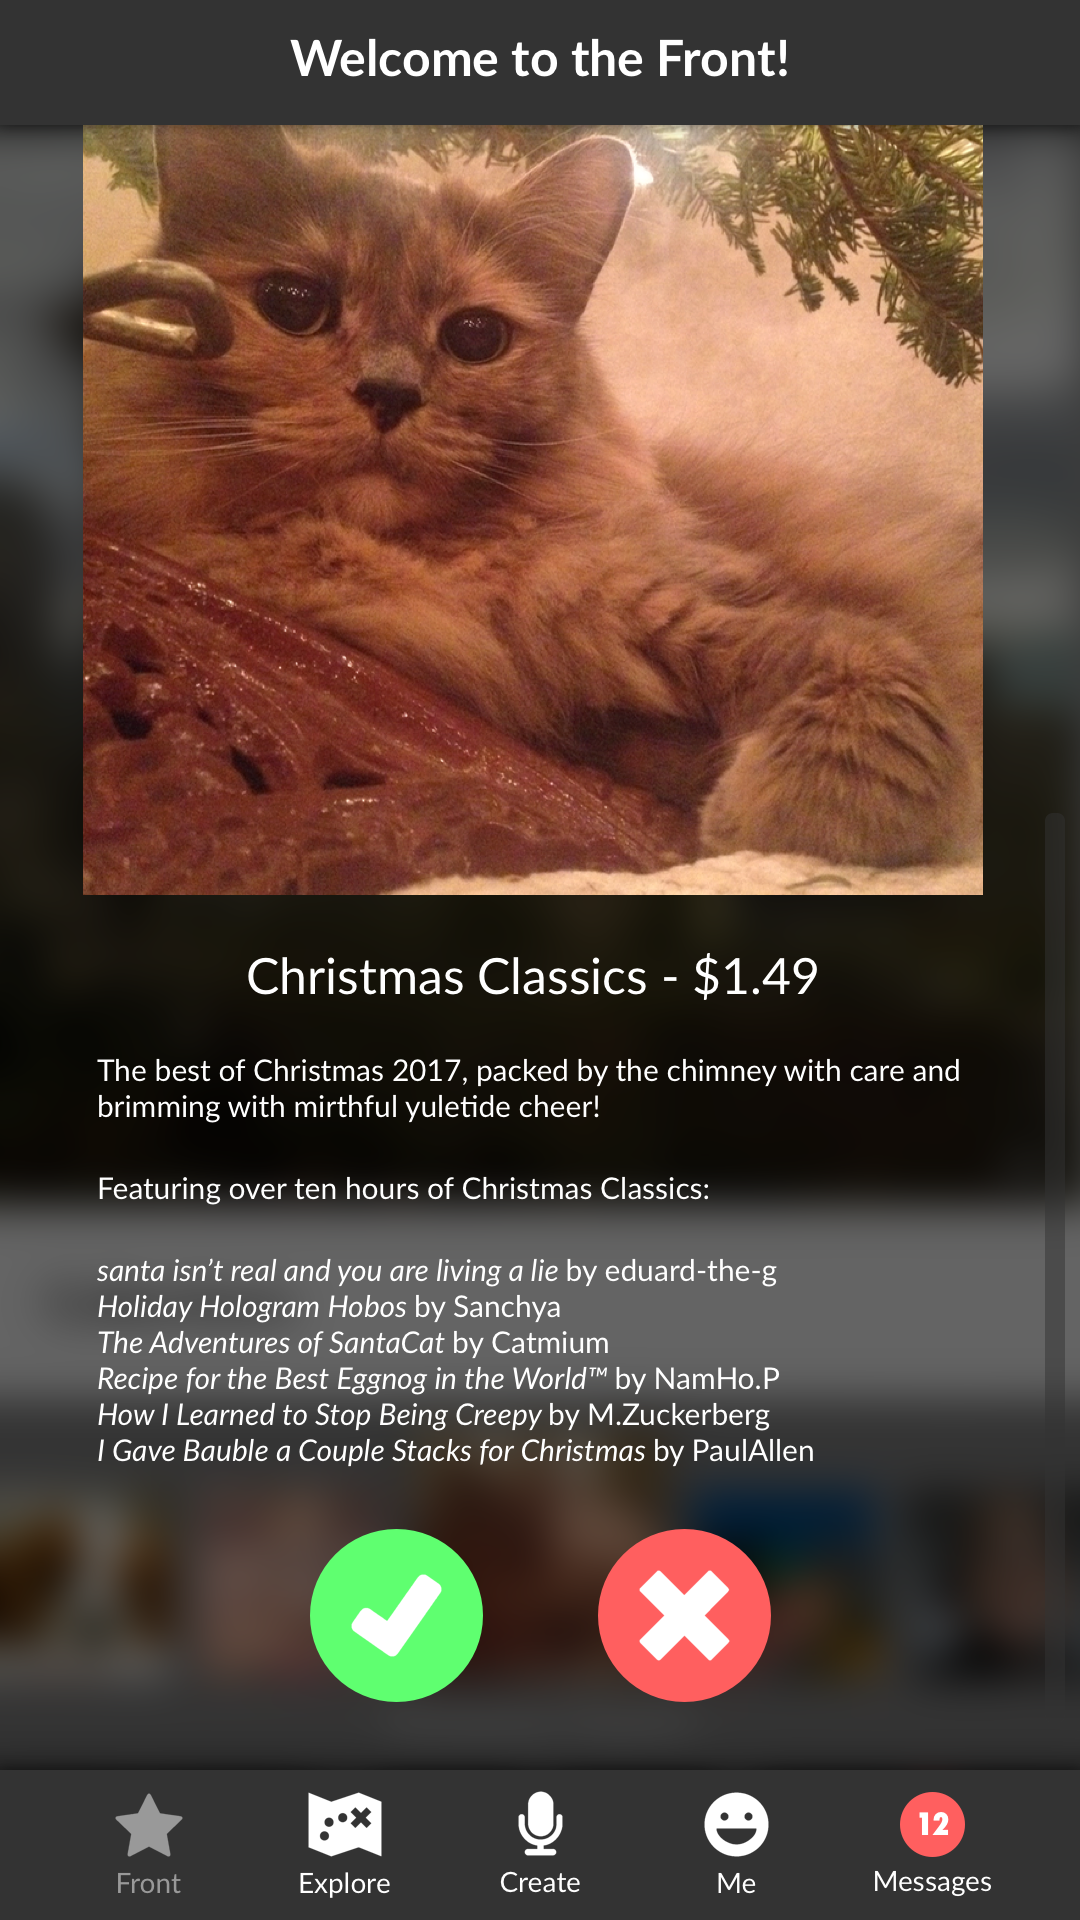 Welcome to the Front!
Christmas Classics - $1.49
The best of Christmas 2017, packed by the chimney with care and
brimming with mirthful yuletide cheer!
Featuring over ten hours of Christmas Classics:
santa isn’t real and you are living a lie by eduard-the-g
Holiday Hologram Hobos by Sanchya
The Adventures of SantaCat by Catmium
Recipe for the Best Eggnog in the World™ by NamHo.P
How I Learned to Stop Being Creepy by M.Zuckerberg
I Gave Bauble a Couple Stacks for Christmas by PaulAllen
12
Front Explore Create Me Messages